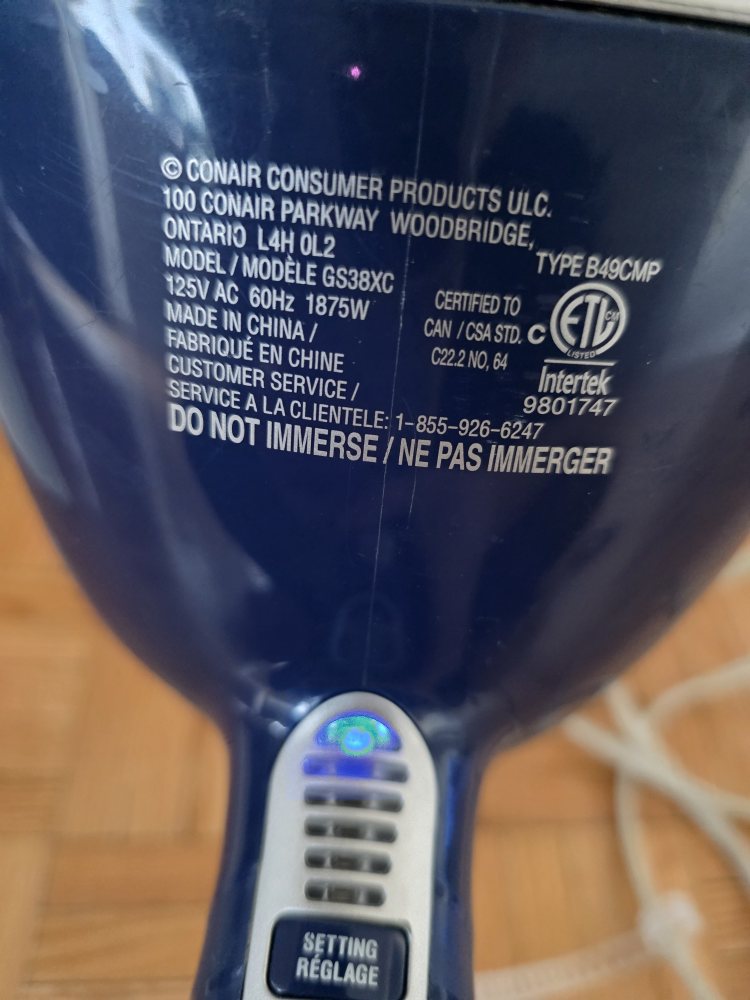 © CONAIR CONSUMER PRODUCTS ULC.
100 CONAIR PARKWAY WOODBRIDGE,
ONTARIO L4H 0L2
MODEL / MODÈLE GS38XC
125V AC 60Hz 1875W
MADE IN CHINA /
FABRIQUÉ EN CHINE
CUSTOMER SERVICE /
SERVICE A LA CLIENTELE: 1-855-926-6247
DO NOT IMMERSE / NE PAS IMMERGER
TYPE B49CMP
CERTIFIED TO
CAN / CSA STD.
C22.2 NO, 64
C ETL CM
LISTED
Intertek
9801747
SETTING
RÉGLAGE